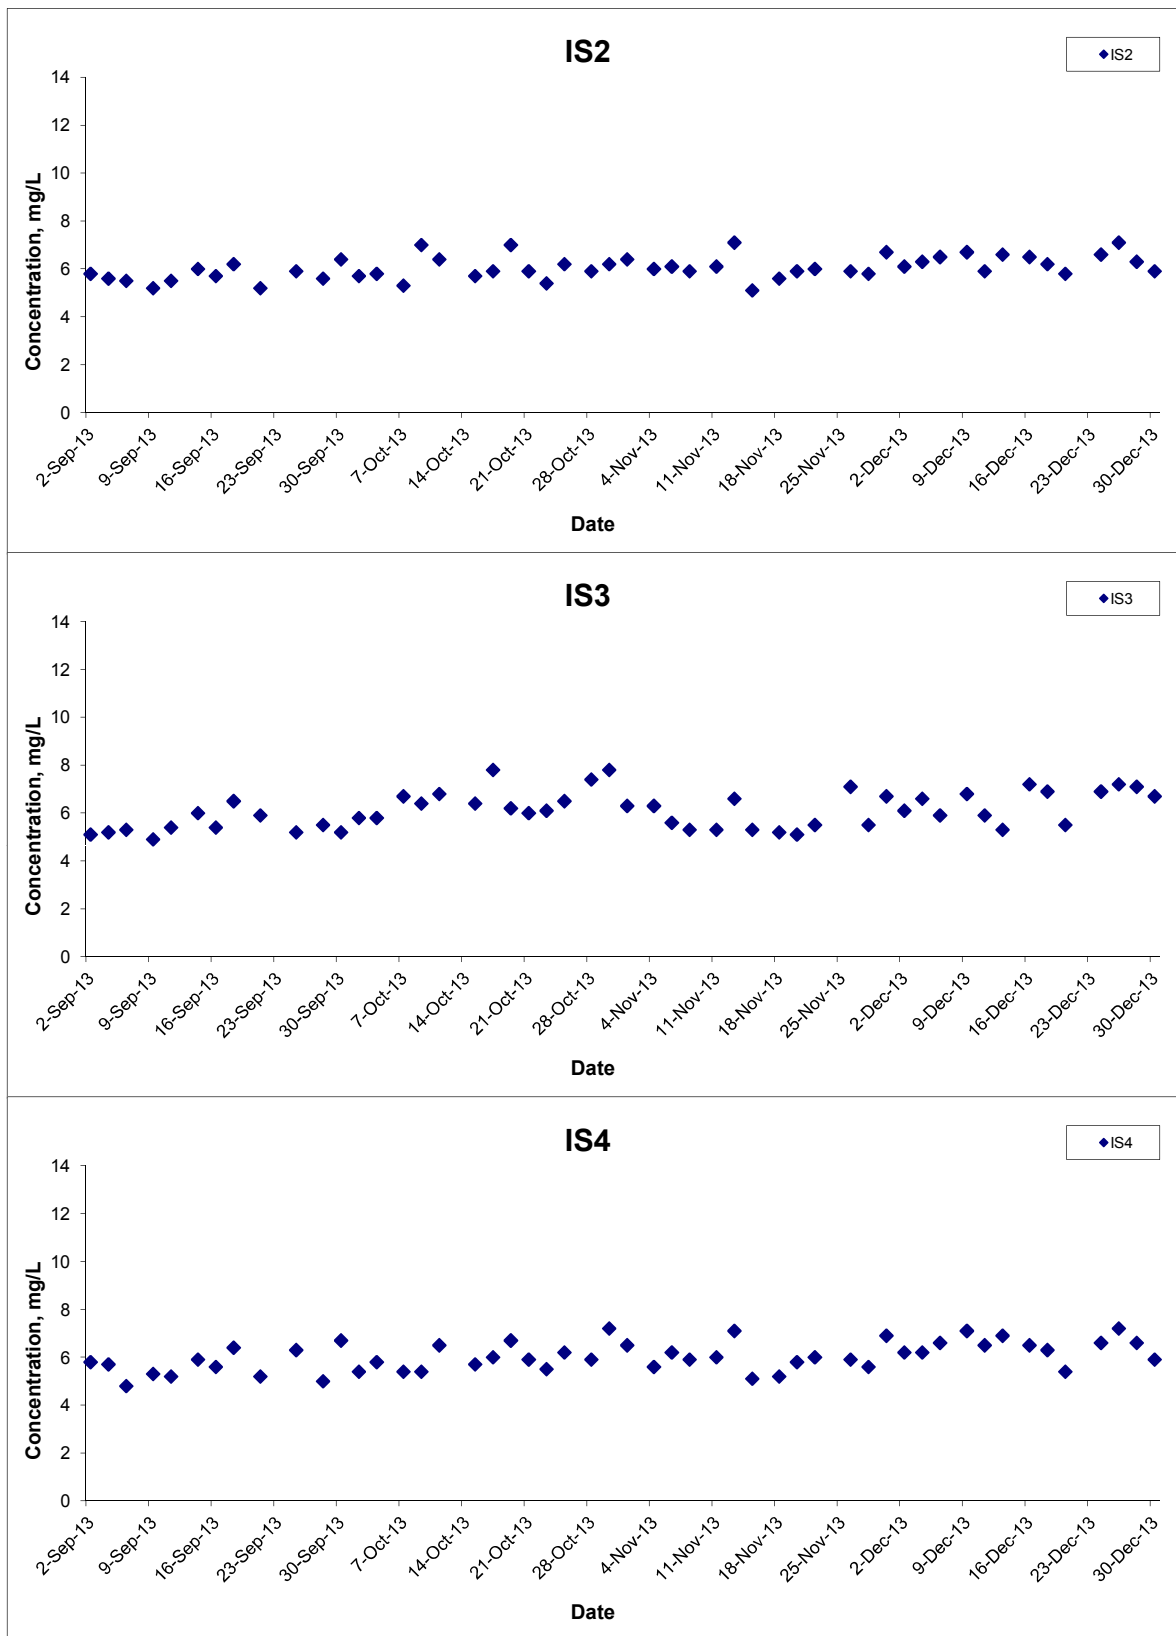 IS2
IS2
14
12
10
8
6
4
2
0
Concentration, mg/L
2-Sep-13
9-Sep-13
16-Sep-13
23-Sep-13
30-Sep-13
7-Oct-13
14-Oct-13
21-Oct-13
28-Oct-13
4-Nov-13
11-Nov-13
18-Nov-13
25-Nov-13
2-Dec-13
9-Dec-13
16-Dec-13
23-Dec-13
30-Dec-13
Date
IS3
IS3
14
12
10
8
6
4
2
0
Concentration, mg/L
2-Sep-13
9-Sep-13
16-Sep-13
23-Sep-13
30-Sep-13
7-Oct-13
14-Oct-13
21-Oct-13
28-Oct-13
4-Nov-13
11-Nov-13
18-Nov-13
25-Nov-13
2-Dec-13
9-Dec-13
16-Dec-13
23-Dec-13
30-Dec-13
Date
IS4
IS4
14
12
10
8
6
4
2
0
Concentration, mg/L
2-Sep-13
9-Sep-13
16-Sep-13
23-Sep-13
30-Sep-13
7-Oct-13
14-Oct-13
21-Oct-13
28-Oct-13
4-Nov-13
11-Nov-13
18-Nov-13
25-Nov-13
2-Dec-13
9-Dec-13
16-Dec-13
23-Dec-13
30-Dec-13
Date